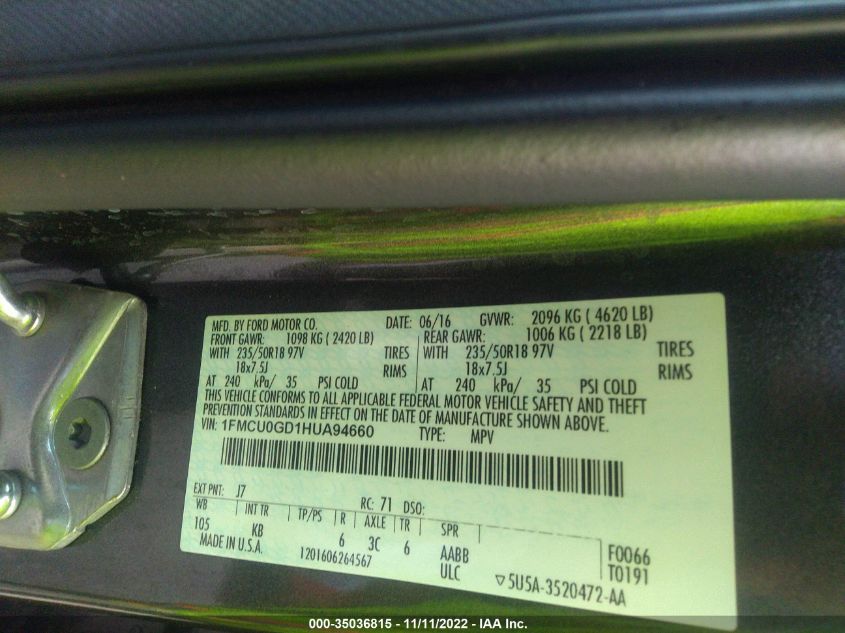 MFD. BY FORD MOTOR CO. DATE: 06/16 GVWR: 2096 KG ( 4620 LB)
FRONT GAWR: 1098 KG ( 2420 LB) REAR GAWR: 1006 KG ( 2218 LB)
WITH 235/50R18 97V TIRES WITH 235/50R18 97V TIRES
18x7.5J RIMS 18x7.5J RIMS
AT 240 kPa/ 35 PSI COLD AT 240 kPa/ 35 PSI COLD
THIS VEHICLE CONFORMS TO ALL APPLICABLE FEDERAL MOTOR VEHICLE SAFETY AND THEFT
PREVENTION STANDARDS IN EFFECT ON THE DATE OF MANUFACTURE SHOWN ABOVE.
VIN: 1FMCU0GD1HUA94660 TYPE: MPV
EXT PNT: J7 RC: 71 DSO:
WB INT TR TP/PS R AXLE TR SPR
105 KB 6 3C 6 AABB F0066
MADE IN U.S.A. 1201606264567 ULC T0191
▽5U5A-3520472-AA
000-35036815 - 11/11/2022 - IAA Inc.